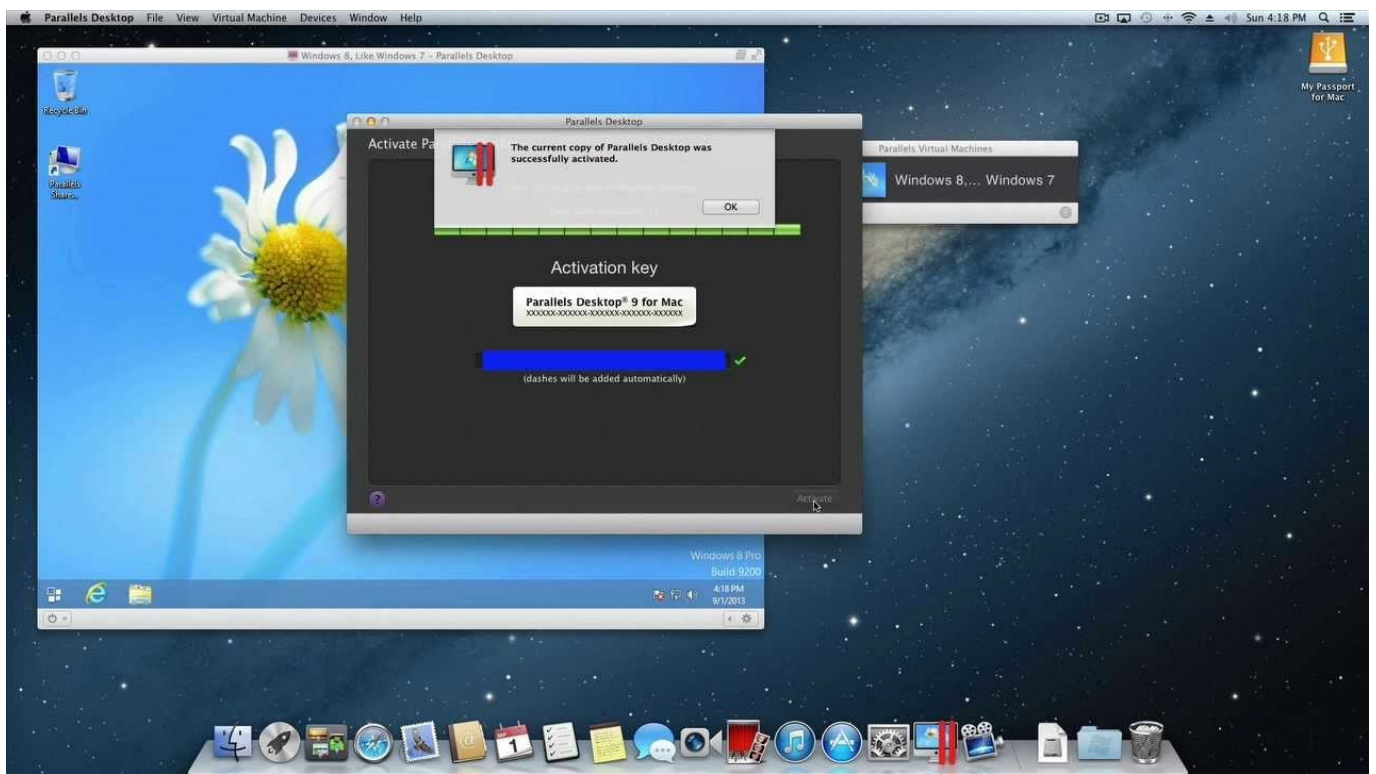 Parallels Desktop File View Virtual Machine Devices Window Help
Sun 4:18 PM
Windows 8, Like Windows 7 - Parallels Desktop
Recycle Bin
My Passport
for Mac
Parallels Desktop
Activate Pa
The current copy of Parallels Desktop was
successfully activated.
OK
Parallels Virtual Machines
Windows 8,... Windows 7
Parallels
Share...
Activation key
Parallels Desktop® 9 for Mac
XXXXXX-XXXXXX-XXXXXX-XXXXXX-XXXXXX
(dashes will be added automatically)
?
Activate
Windows 8 Pro
Build 9200
4:18 PM
9/1/2013
1